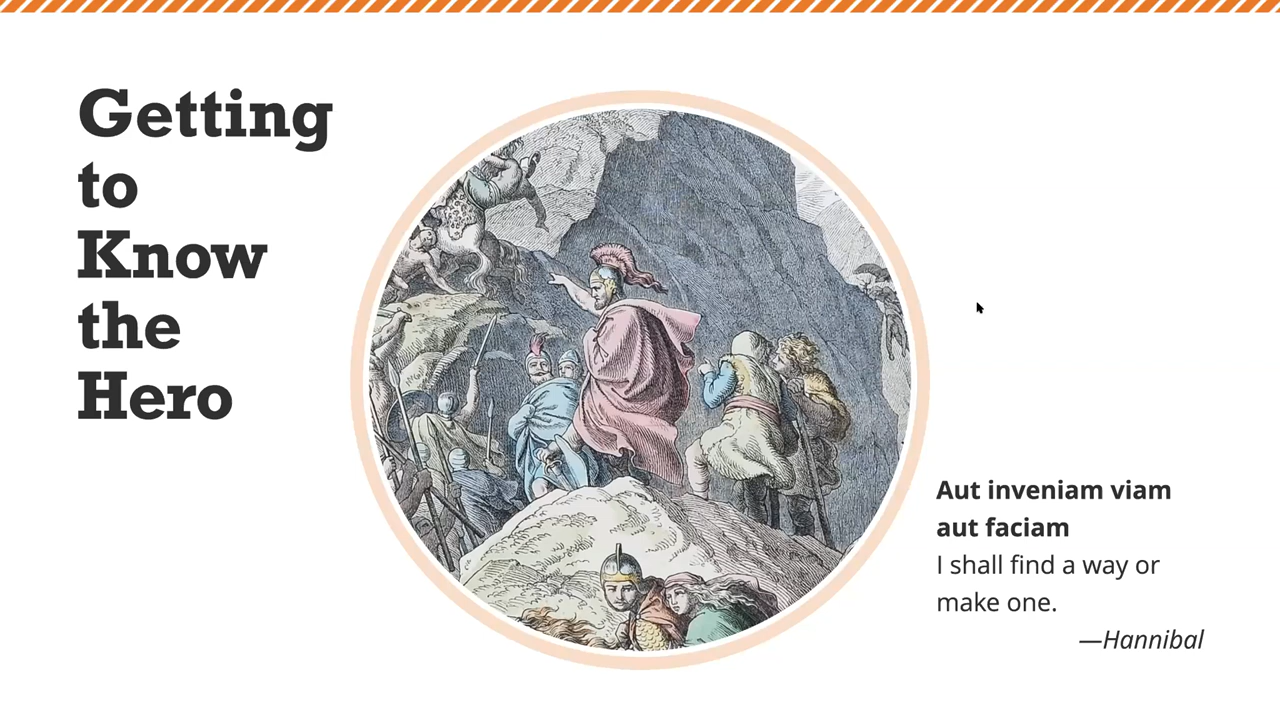 Getting
to
Know
the
Hero
Aut inveniam viam
aut faciam
I shall find a way or
make one.
—Hannibal